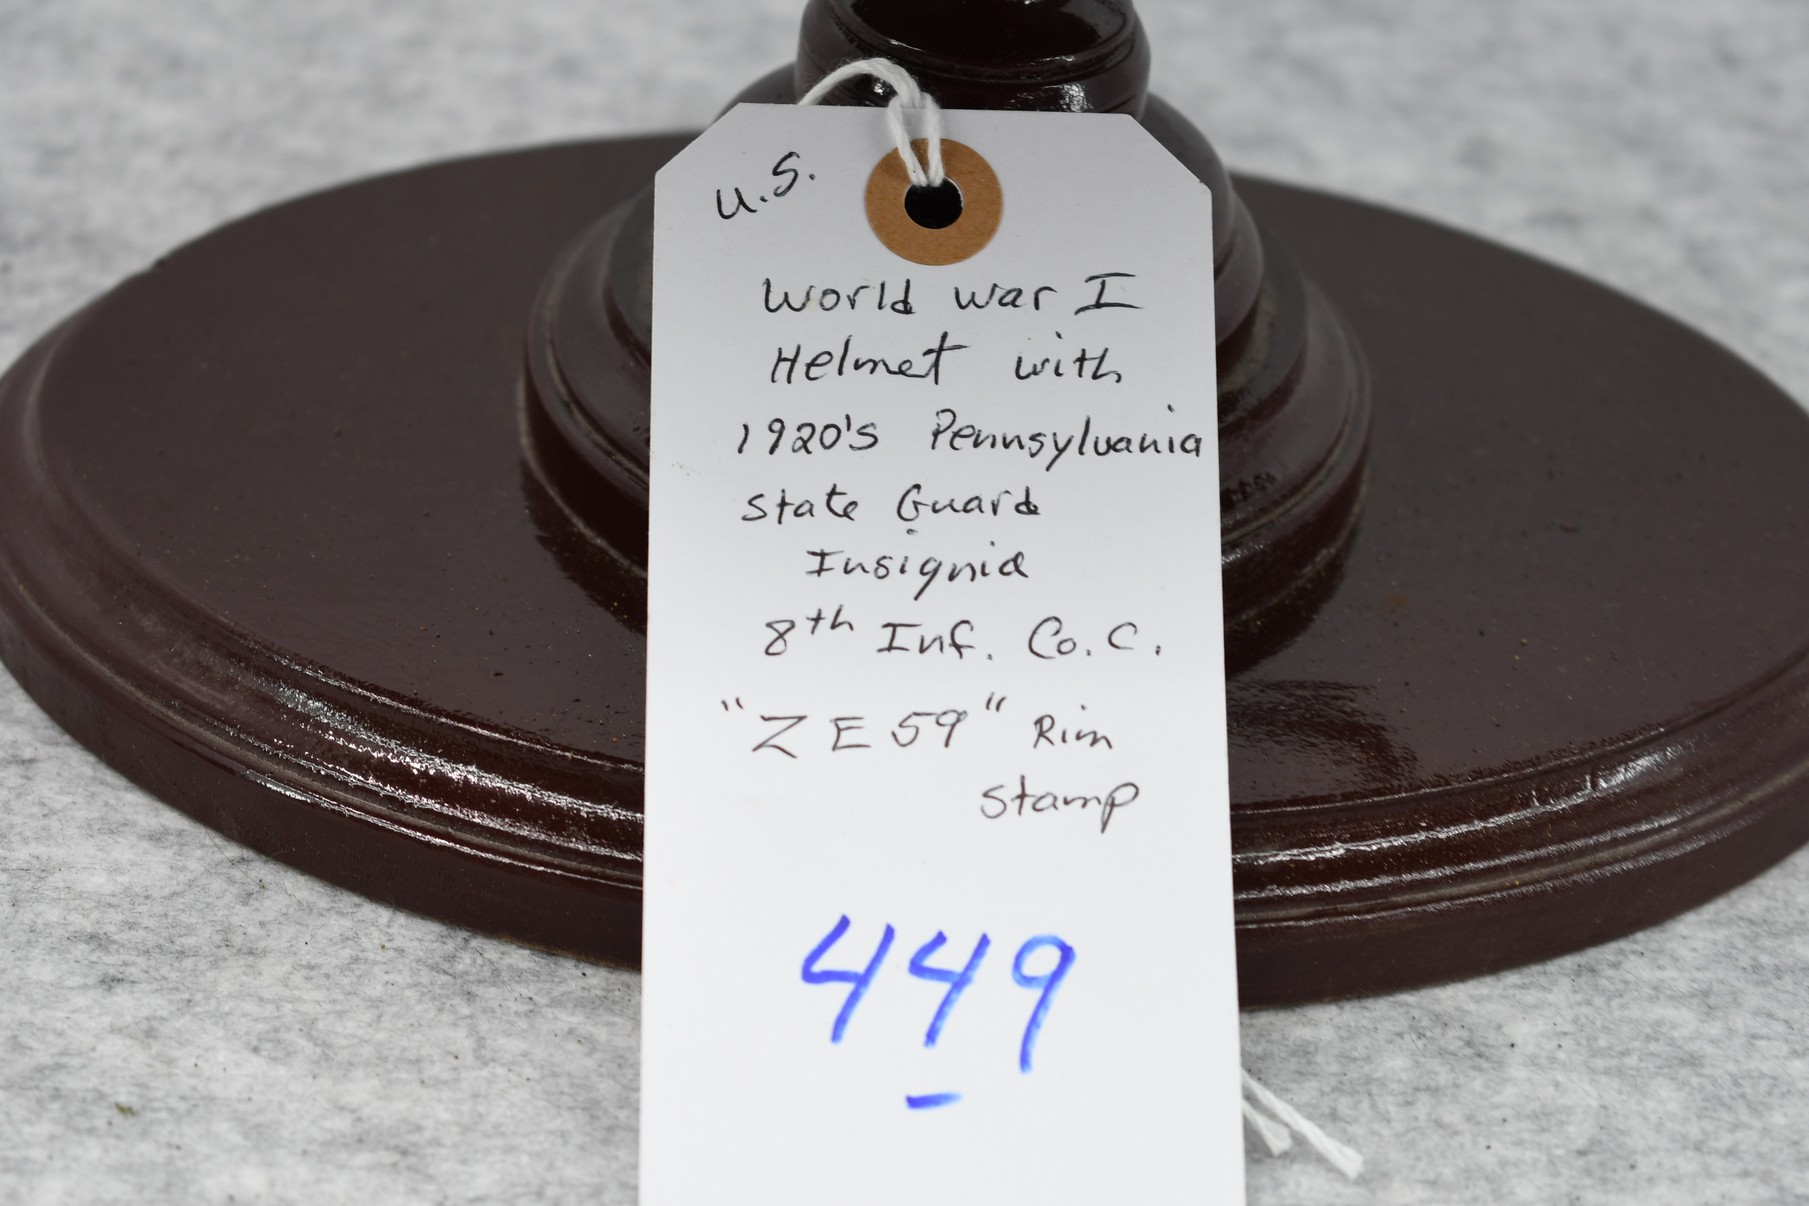 U.S.
World War I
Helmet with
1920's Pennsylvania
State Guard
Insignia
8th Inf. Co. C.
"ZE59" Rim
Stamp
449